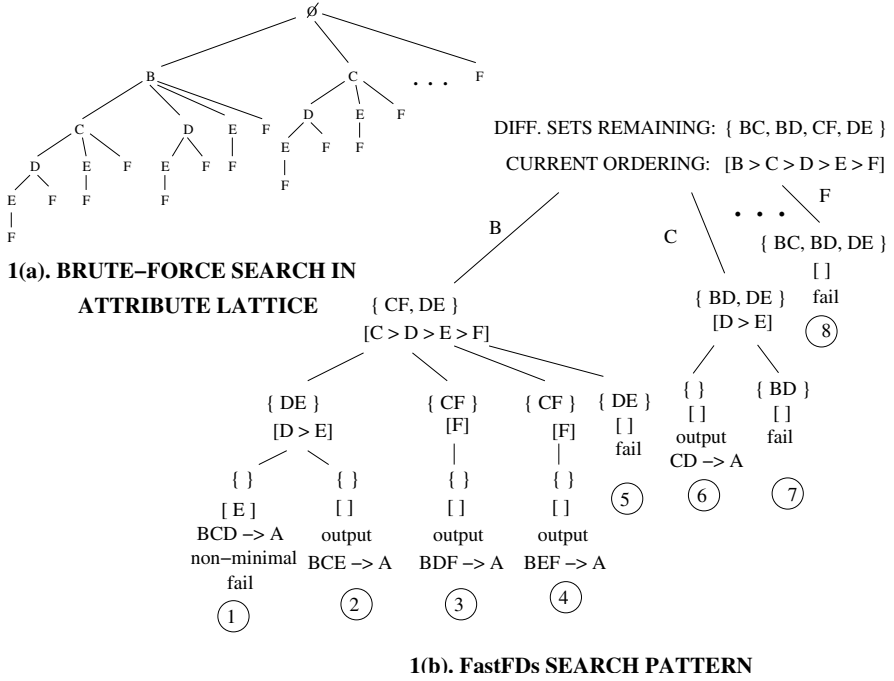 Ø
B
C
. . .
F
C
D
E
F
D
E
F
D
E
F
E
F
F
E
F
F
E
F
F
F
F
F
E
F
F
1(a). BRUTE–FORCE SEARCH IN
ATTRIBUTE LATTICE
DIFF. SETS REMAINING: { BC, BD, CF, DE }
CURRENT ORDERING: [B > C > D > E > F]
B
C
. . .
F
{ CF, DE }
[C > D > E > F]
{ BD, DE }
[D > E]
{ BC, BD, DE }
[ ]
fail
8
{ DE }
[D > E]
{ CF }
[F]
{ CF }
[F]
{ DE }
[ ]
fail
5
{ }
[ ]
output
CD –> A
6
{ BD }
[ ]
fail
7
{ }
[ E ]
BCD –> A
non–minimal
fail
1
{ }
[ ]
output
BCE –> A
2
{ }
[ ]
output
BDF –> A
3
{ }
[ ]
output
BEF –> A
4
1(b). FastFDs SEARCH PATTERN